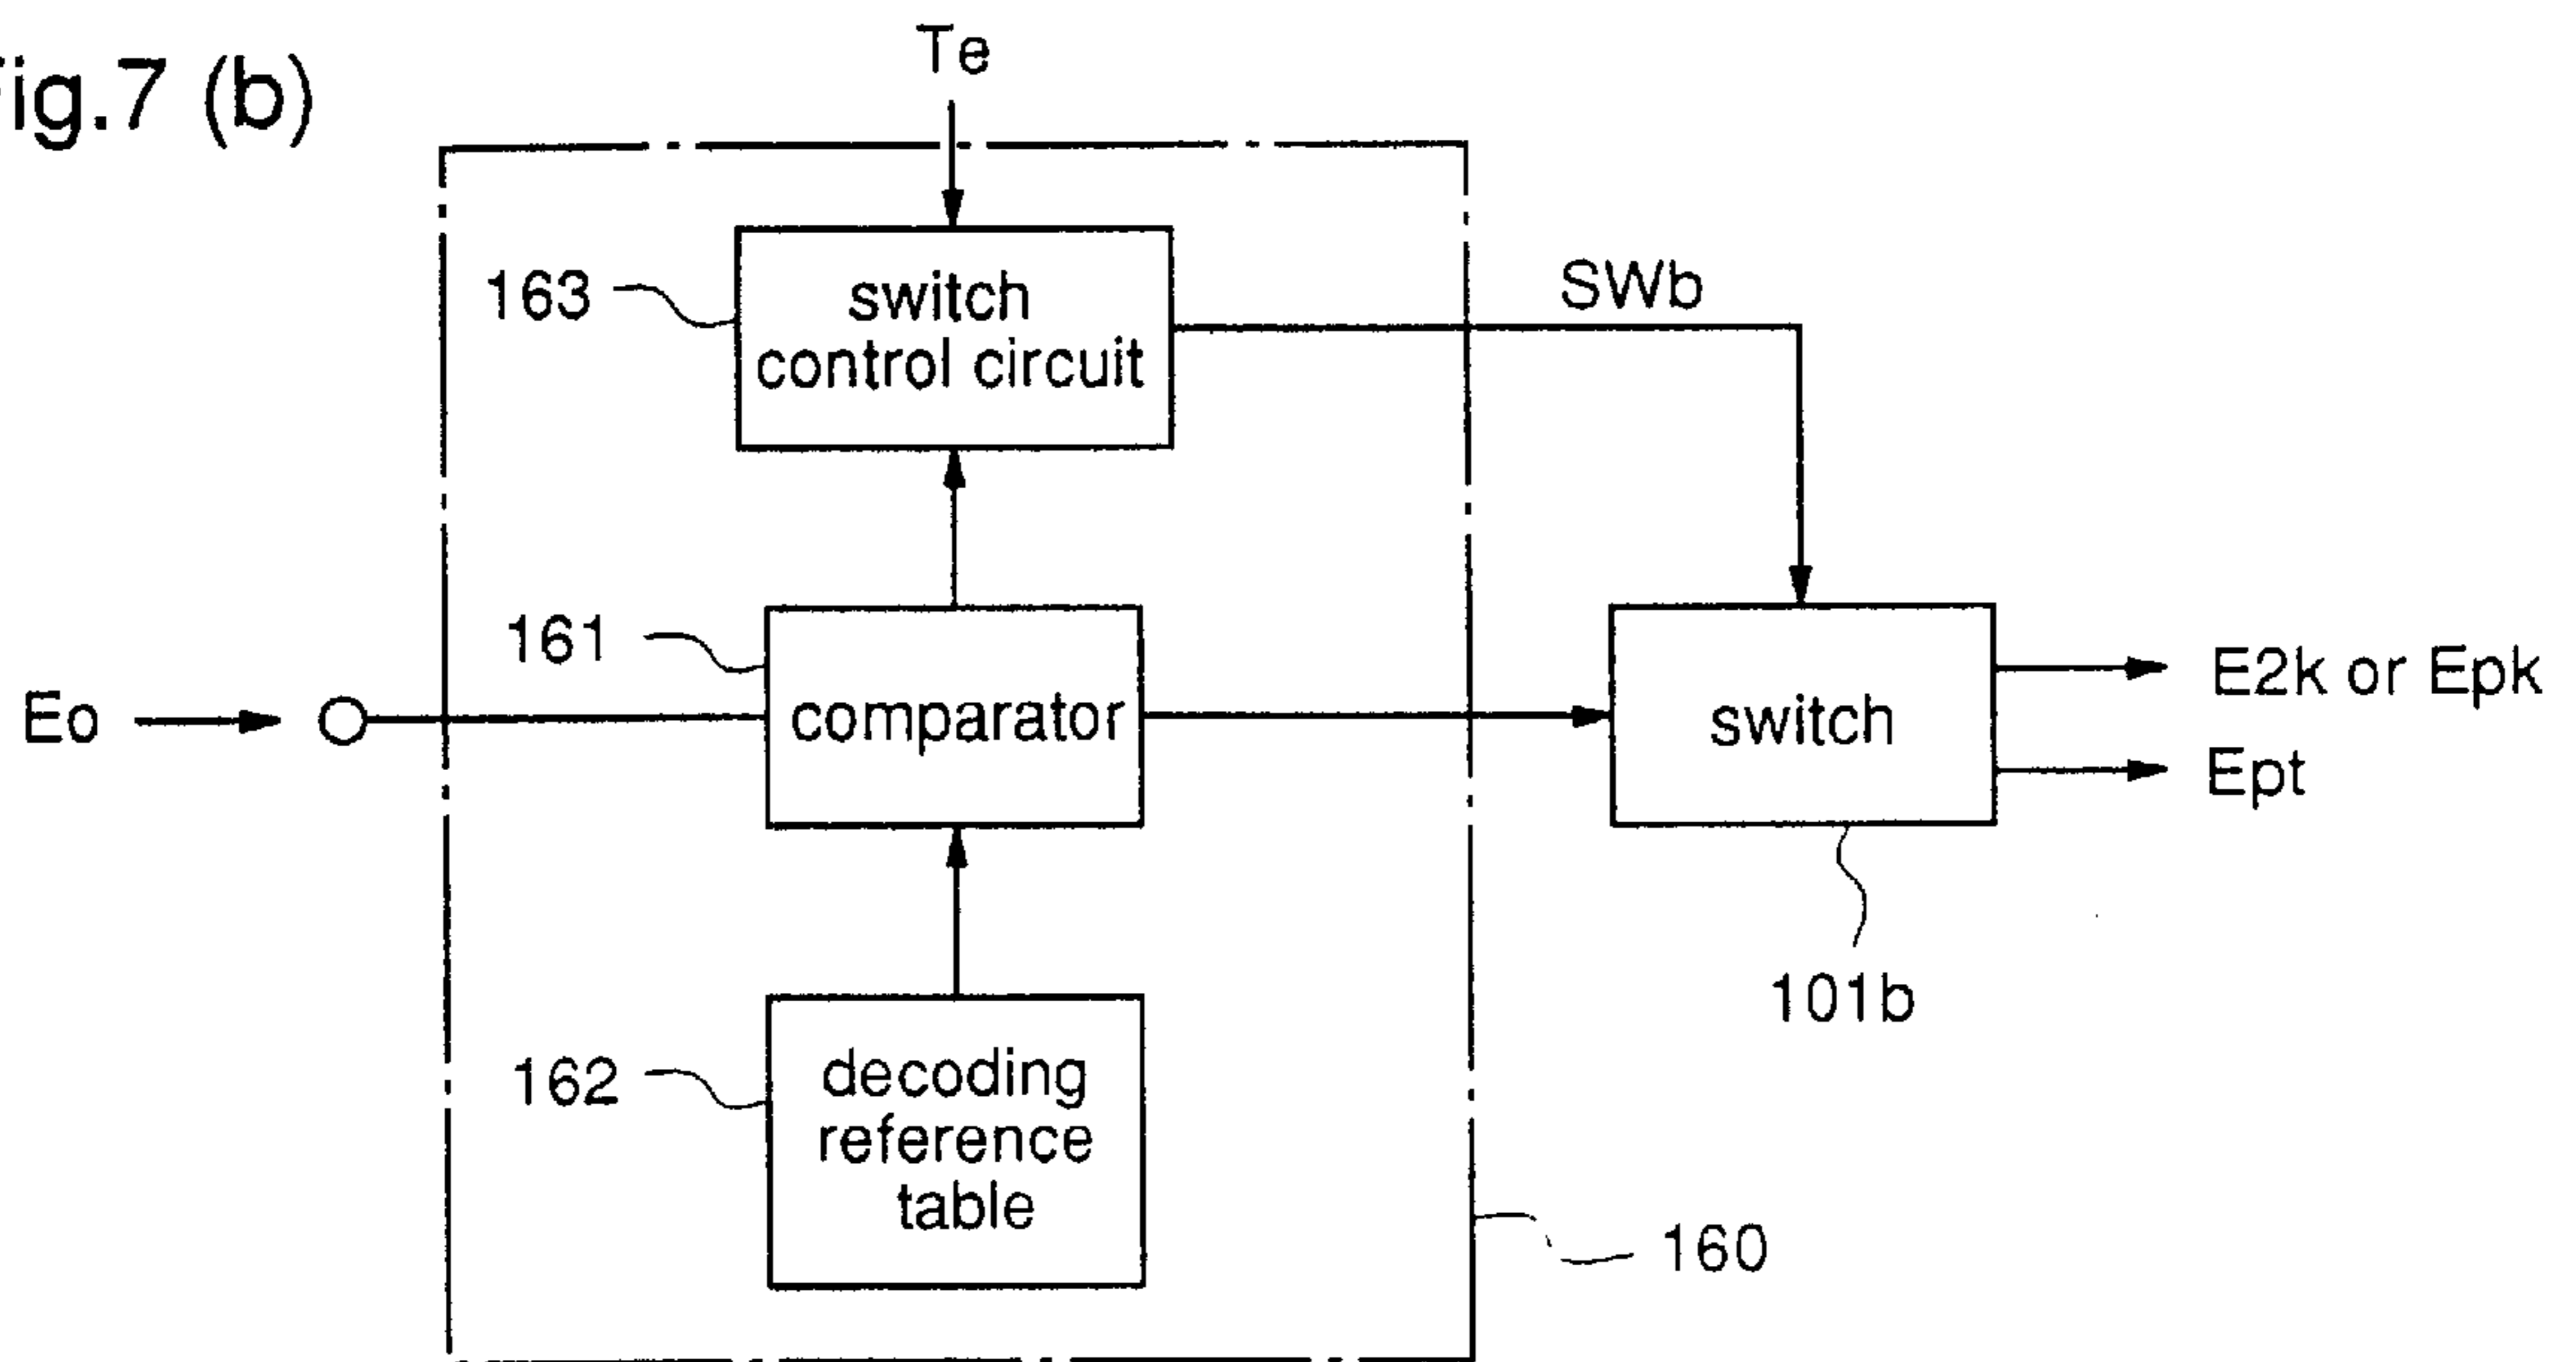 Fig.7 (b)
Te
163
switch
control circuit
SWb
161
Eo
comparator
switch
E2k or Epk
Ept
101b
162
decoding
reference
table
160